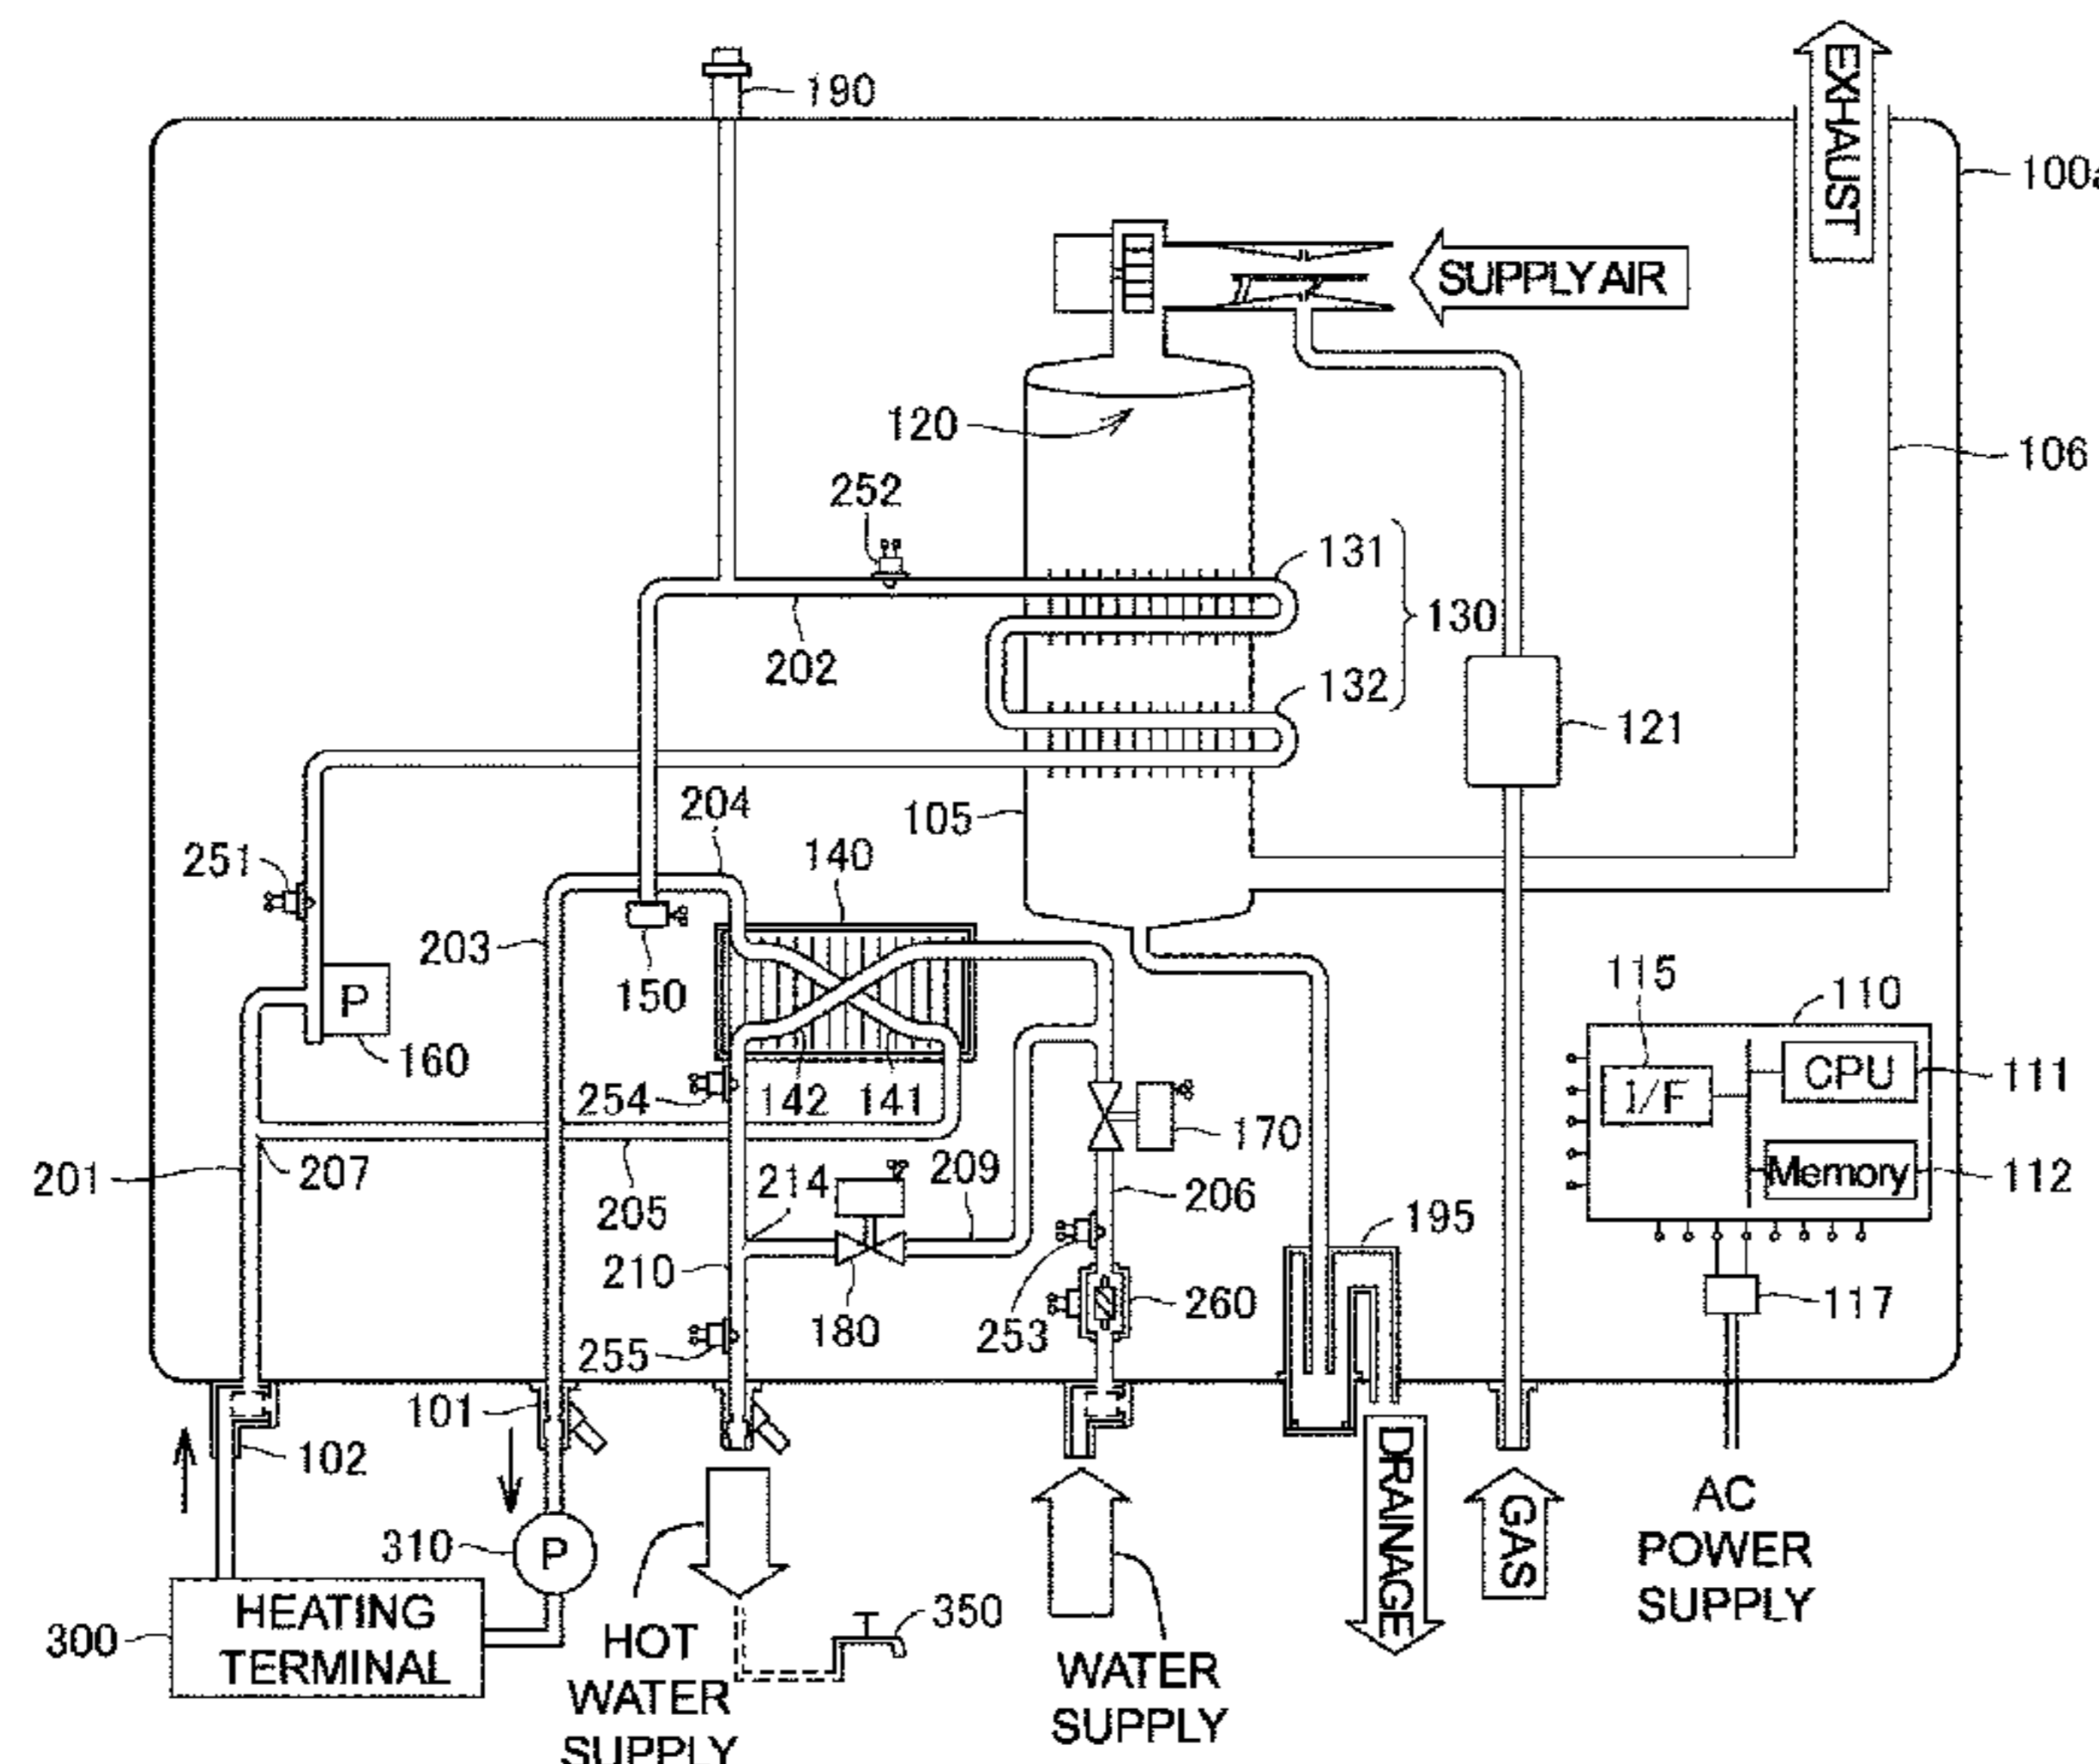 190
EXHAUST
100a
SUPPLY AIR
120
106
252
131
130
202
132
121
204
105
140
251
203
150
115
110
P
160
I/F
CPU
111
254
142
141
170
201
207
214
209
206
Memory
112
205
195
210
180
253
260
117
255
101
102
310
P
DRAINAGE
GAS
AC
POWER
SUPPLY
300
HEATING
TERMINAL
HOT
WATER
SUPPLY
350
WATER
SUPPLY